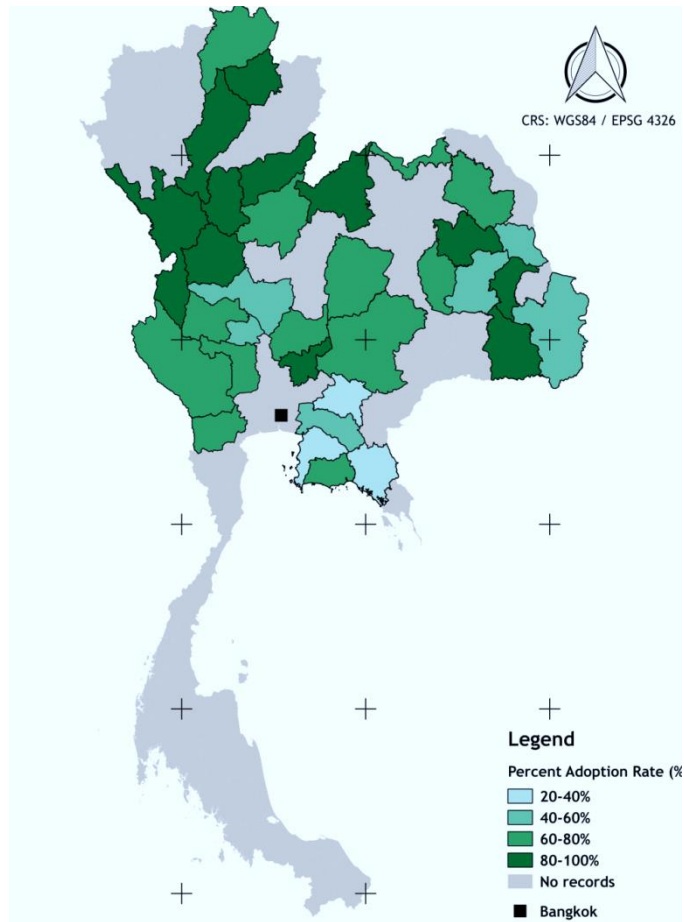 CRS: WGS84 / EPSG 4326
Legend
Percent Adoption Rate (%
20-40%
40-60%
60-80%
80-100%
No records
Bangkok